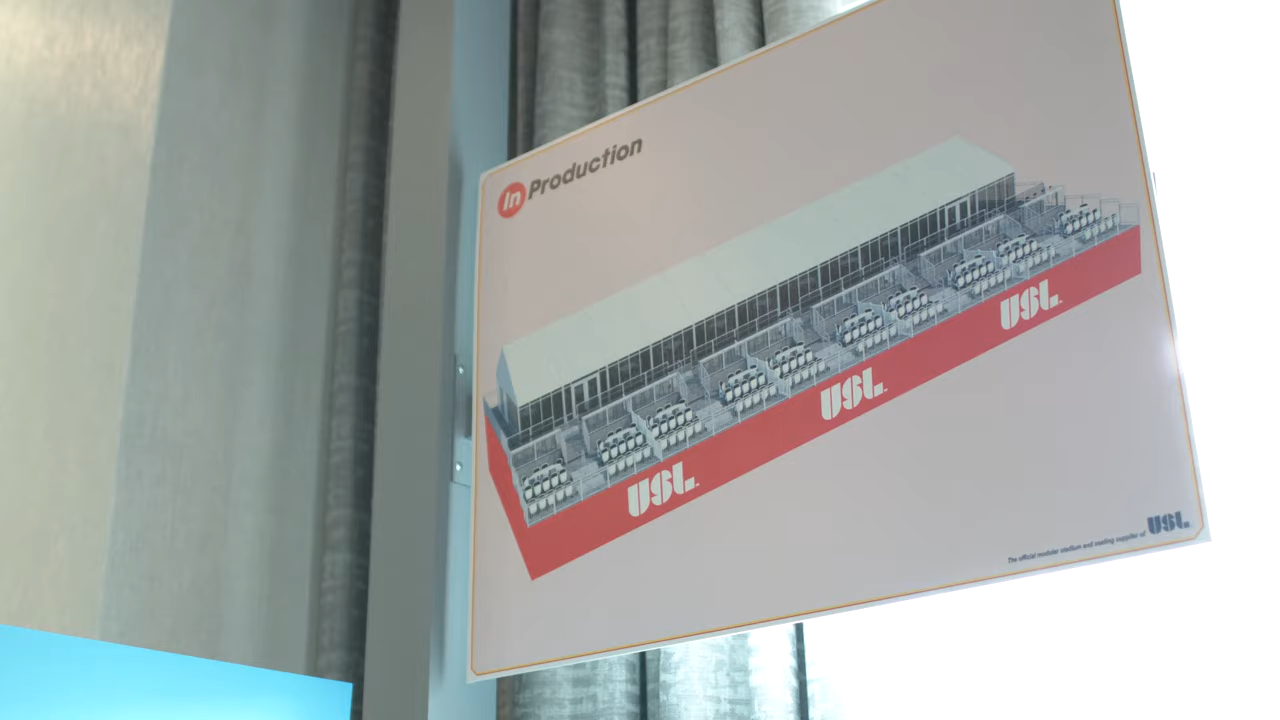 In Production
USL
USL
USL
The official modular stadium and seating supplier of USL